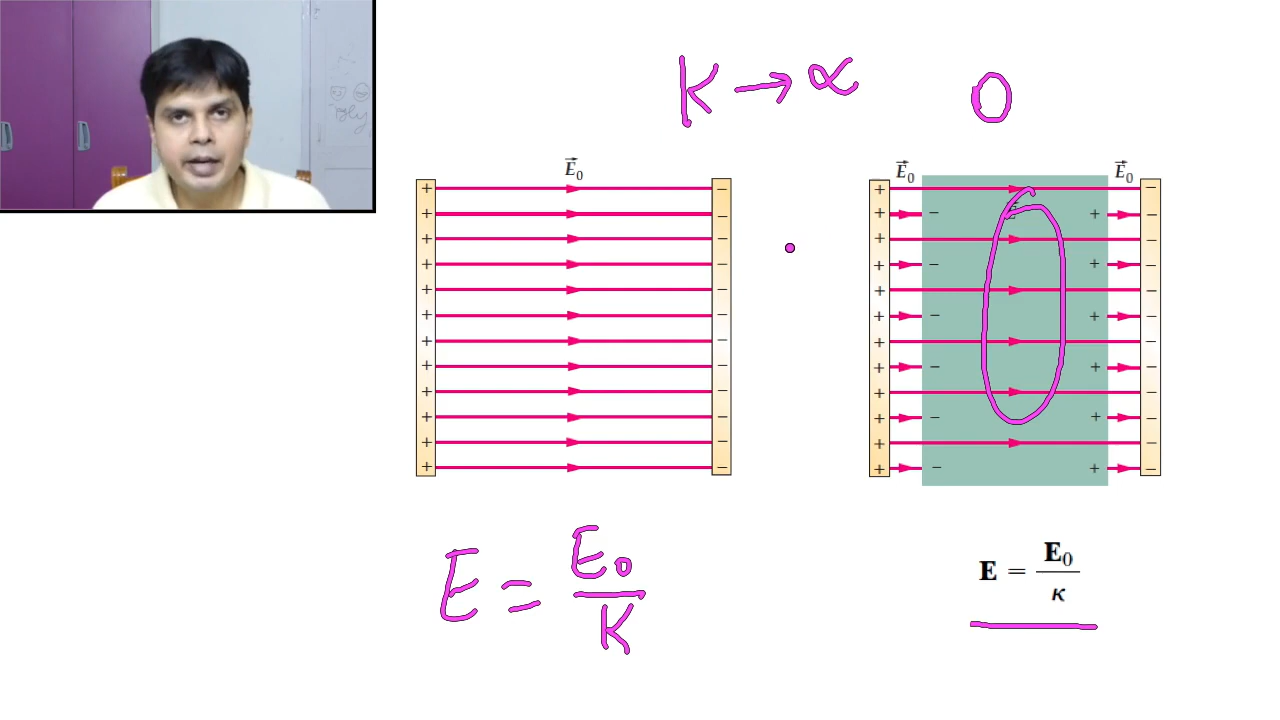 K → ∝ 0
E⃗₀
E⃗₀ E⃗₀
+ − + −
+ − + − + −
+ − + −
+ − + − + −
+ − + −
+ − + − + −
+ − + −
+ − + − + −
+ − + −
+ − + − + −
+ − + −
+ − + − + −
E = E₀/K
E = E₀/κ